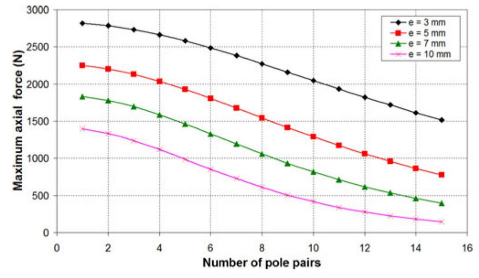 3000
2500
2000
1500
1000
500
0
Maximum axial force (N)
e = 3 mm
e = 5 mm
e = 7 mm
e = 10 mm
0 2 4 6 8 10 12 14 16
Number of pole pairs